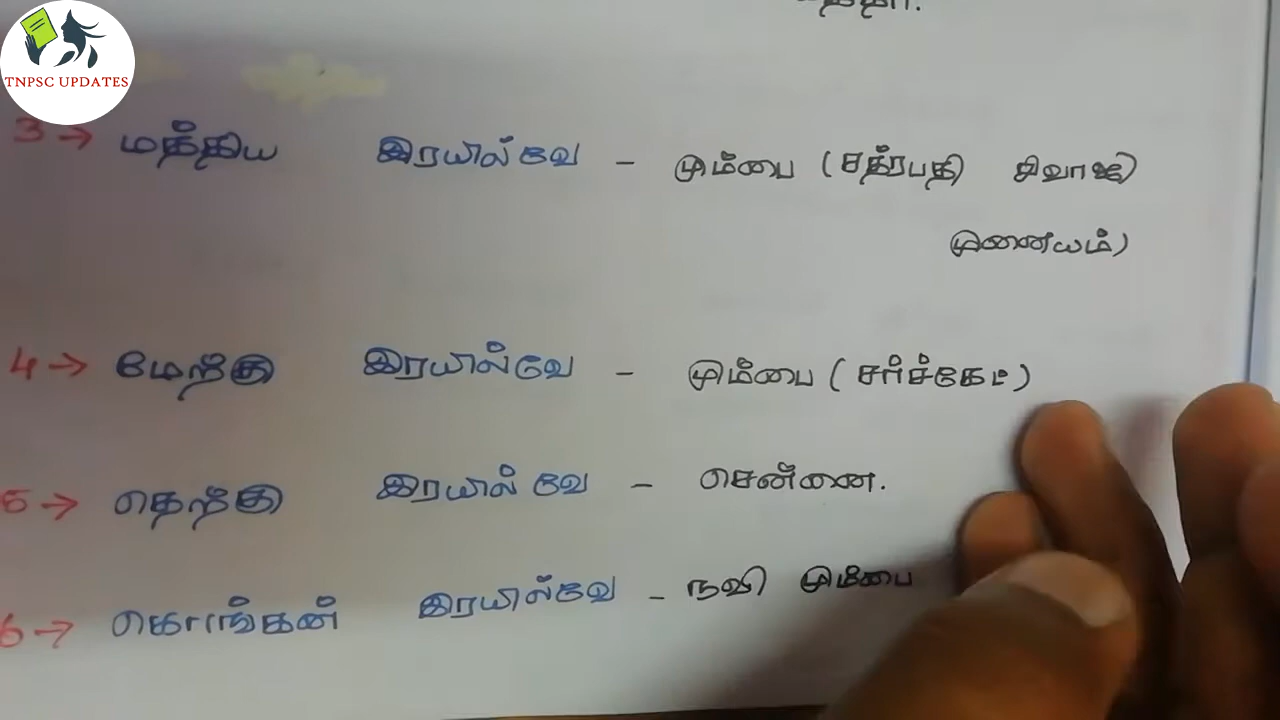 TNPSC UPDATES
3 → மத்திய இரயில்வே - மும்பை (சத்ரபதி சிவாஜி
முனையம்)
4 → மேற்கு இரயில்வே - மும்பை (சர்ச்கேட்)
5 → தெற்கு இரயில்வே - சென்னை.
6 → கொங்கன் இரயில்வே - நவி மும்பை